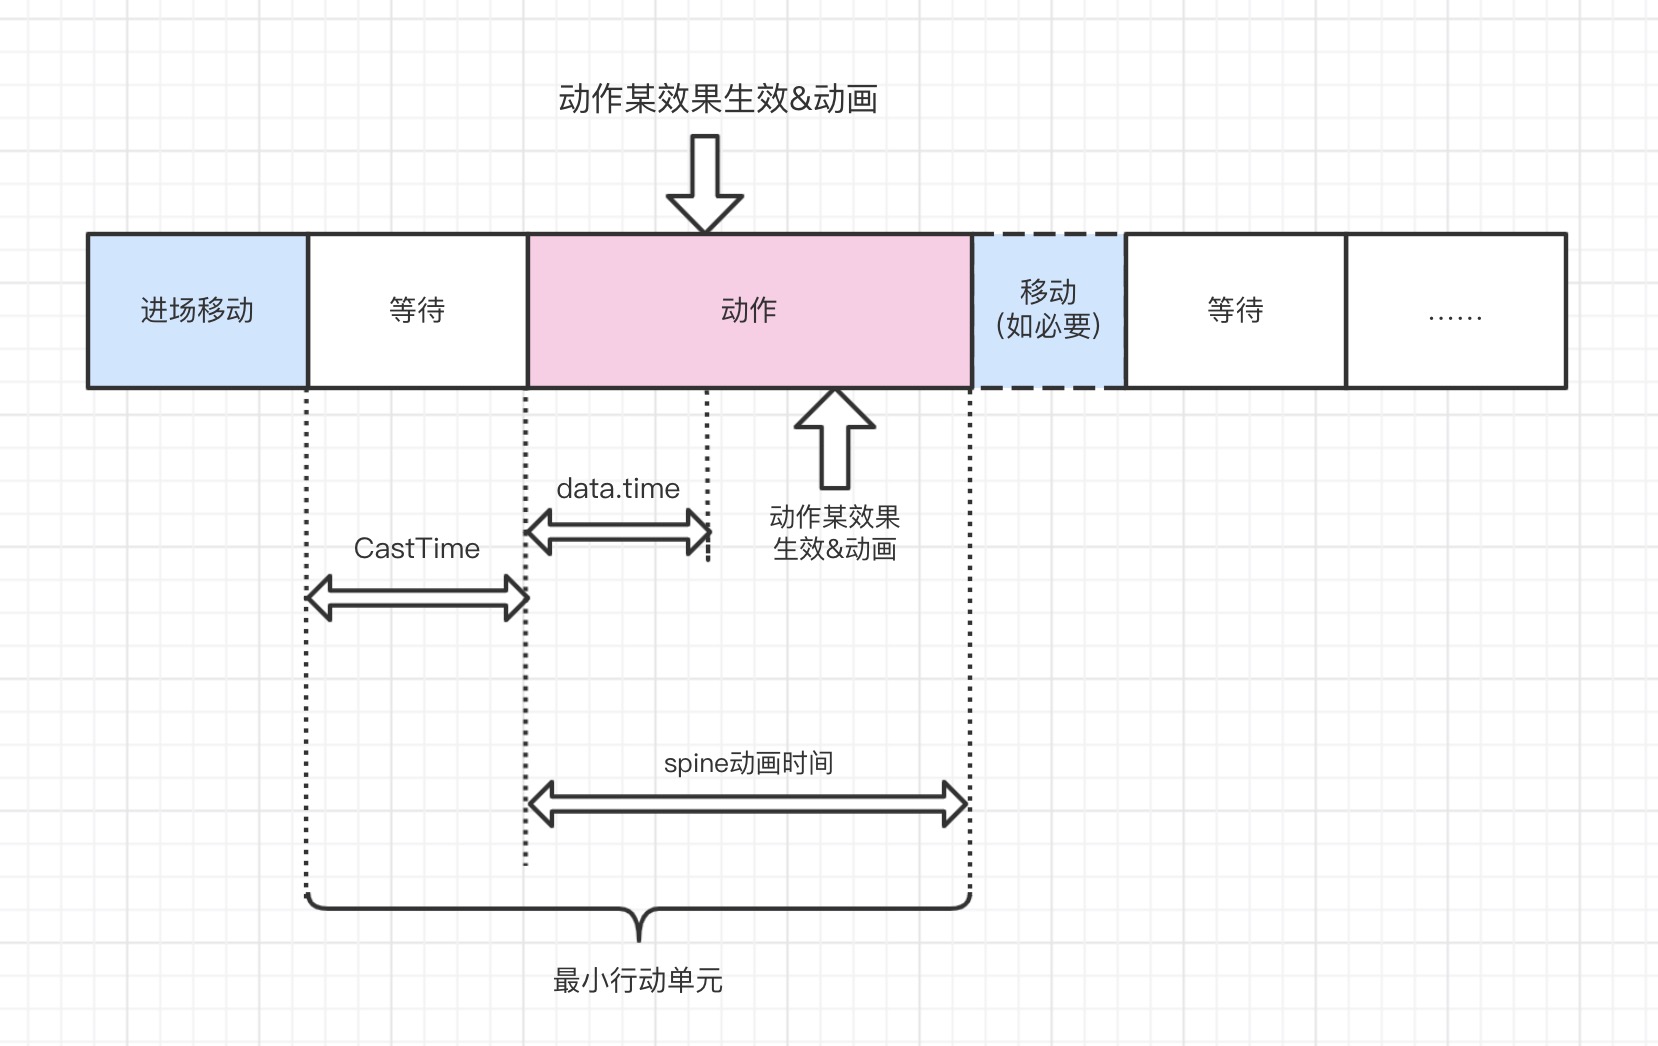 动作某效果生效&动画
进场移动
等待
动作
移动
(如必要)
等待
......
data.time
动作某效果
生效&动画
CastTime
spine动画时间
最小行动单元